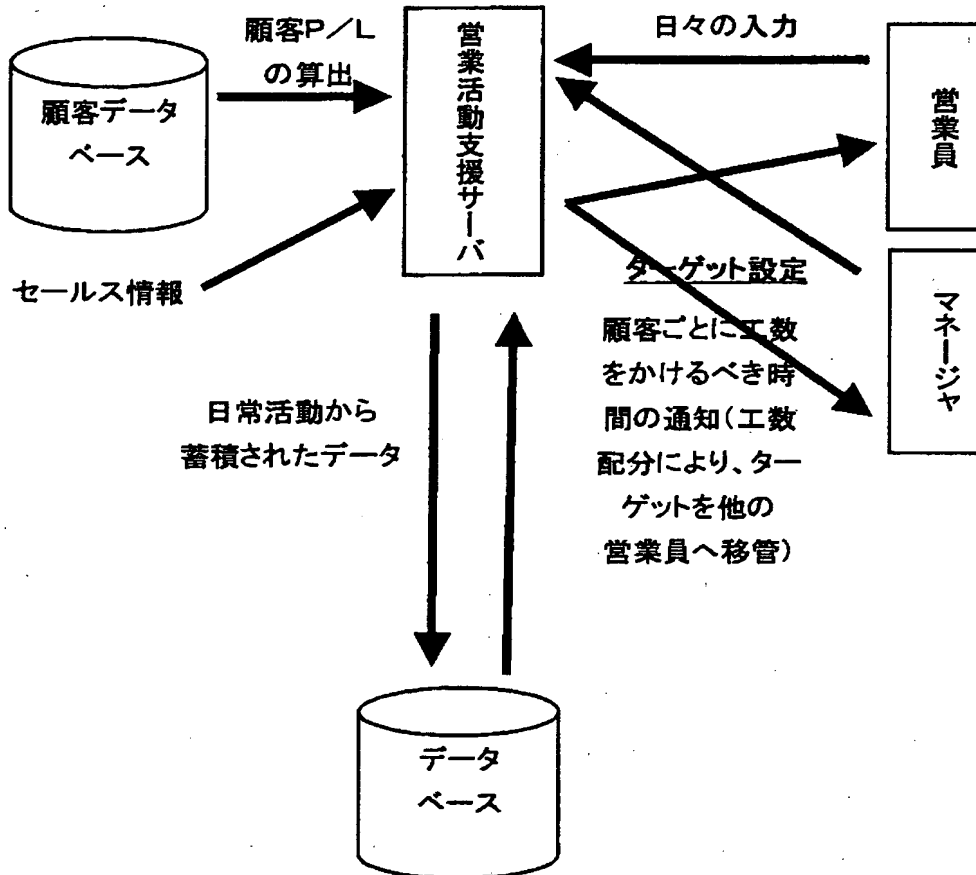 顧客P/L
の算出
顧客データ
ベース
セールス情報
営業活動支援サーバ
日々の入力
営業員
マネージャ
ターゲット設定
顧客ごとに工数
をかけるべき時
間の通知(工数
配分により、ター
ゲットを他の
営業員へ移管)
日常活動から
蓄積されたデータ
データ
ベース